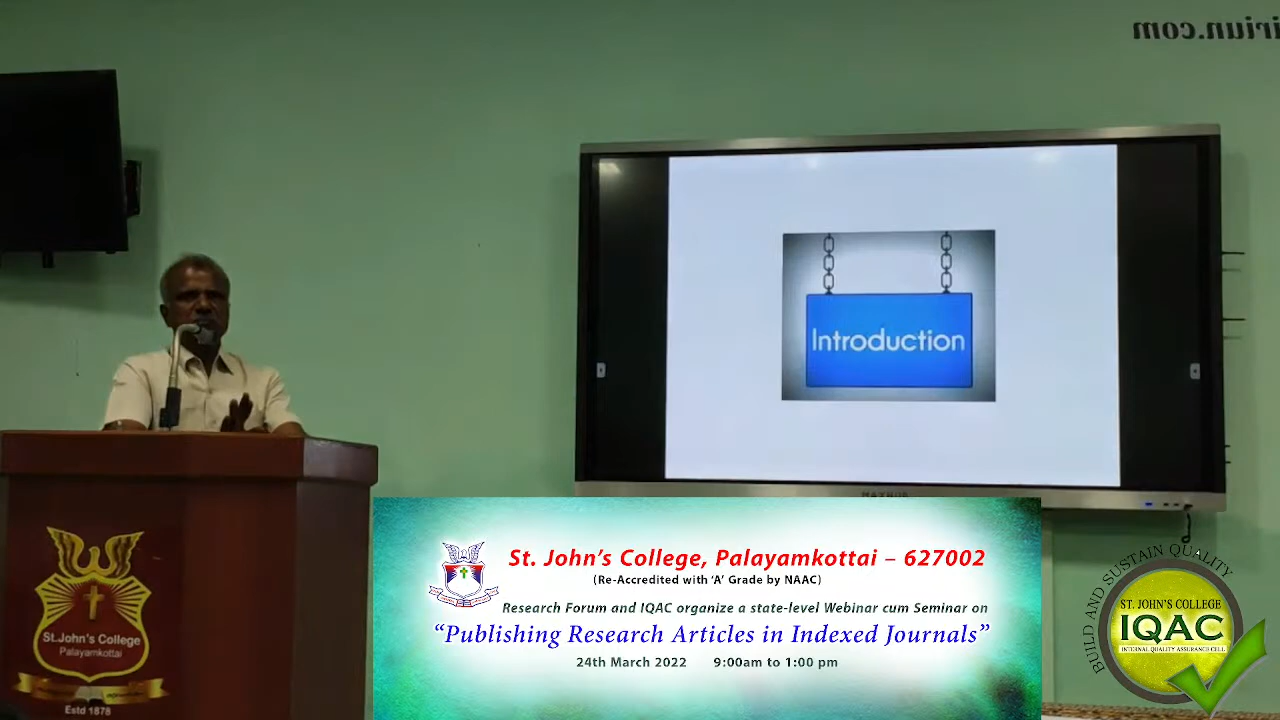 Introduction
St.John's College
Palayamkottai
Estd 1878
St. John's College, Palayamkottai – 627002
(Re-Accredited with 'A' Grade by NAAC)
Research Forum and IQAC organize a state-level Webinar cum Seminar on
“Publishing Research Articles in Indexed Journals”
24th March 2022 9:00am to 1:00 pm
BUILD AND SUSTAIN QUALITY
ST. JOHN'S COLLEGE
IQAC
INTERNAL QUALITY ASSURANCE CELL